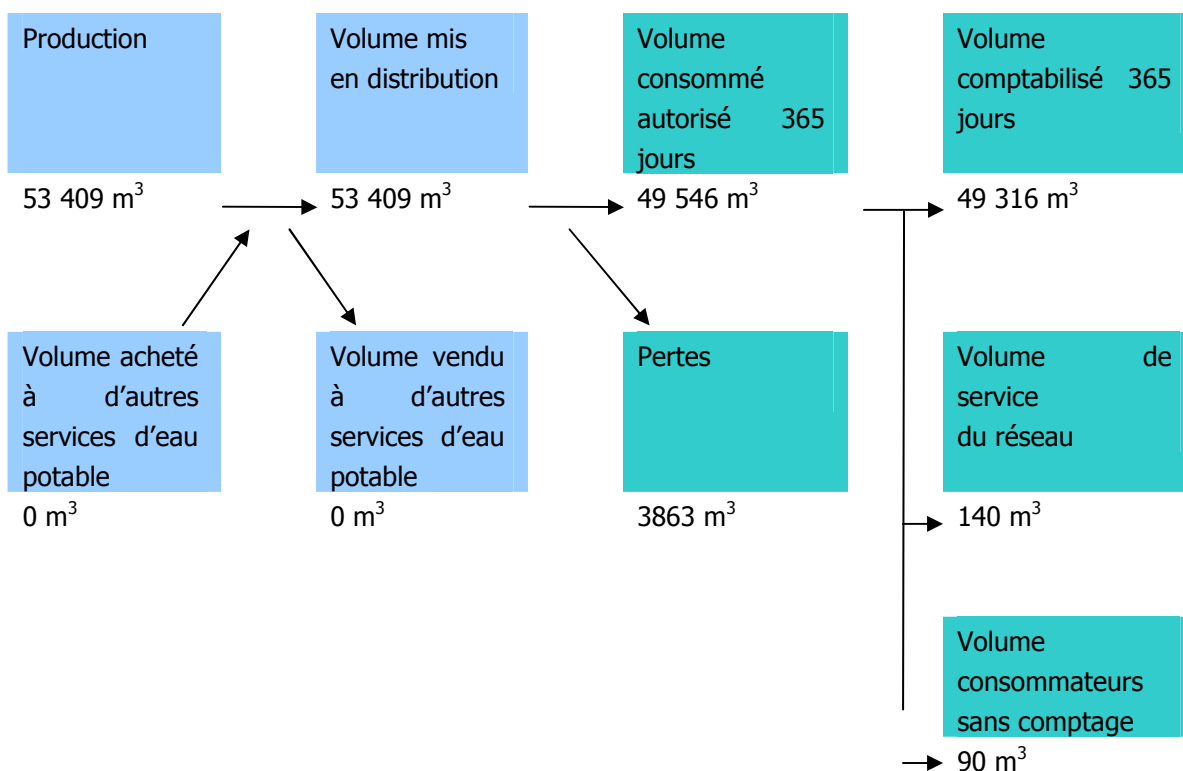 Production
53 409 m³
Volume mis
en distribution
53 409 m³
Volume
consommé
autorisé 365
jours
49 546 m³
Volume
comptabilisé 365
jours
49 316 m³
Volume acheté
à d’autres
services d’eau
potable
0 m³
Volume vendu
à d’autres
services d’eau
potable
0 m³
Pertes
3863 m³
Volume de
service
du réseau
140 m³
Volume
consommateurs
sans comptage
90 m³